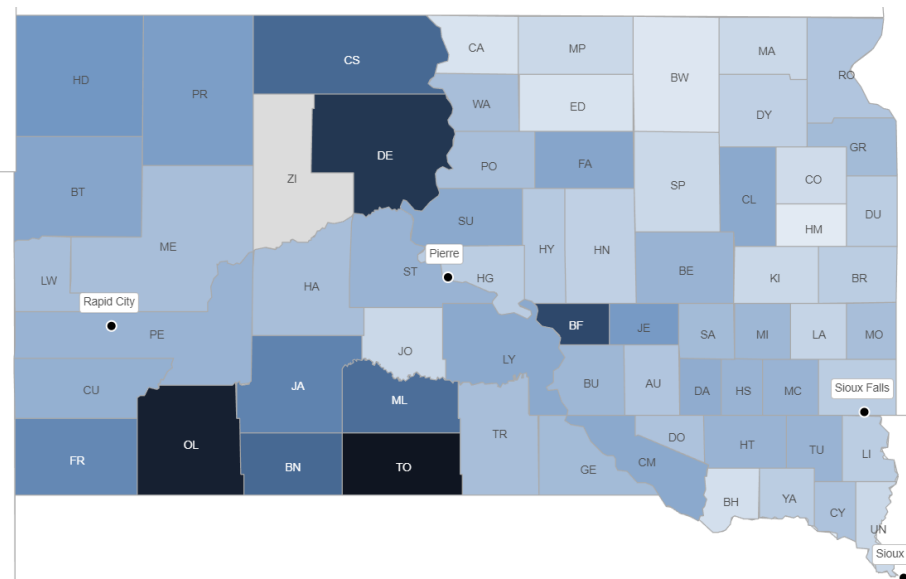 CA
MP
MA
BW
RO
CS
HD
PR
WA
ED
DY
GR
DE
PO
FA
ZI
BT
SP
CL
CO
DU
HM
SU
ME
HY
HN
Pierre
ST
HG
BE
KI
BR
LW
HA
Rapid City
PE
BF
JE
SA
MI
LA
MO
JO
LY
CU
JA
BU
AU
DA
HS
MC
Sioux Falls
ML
TR
DO
HT
TU
LI
OL
FR
BN
TO
GE
CM
BH
YA
CY
UN
Sioux